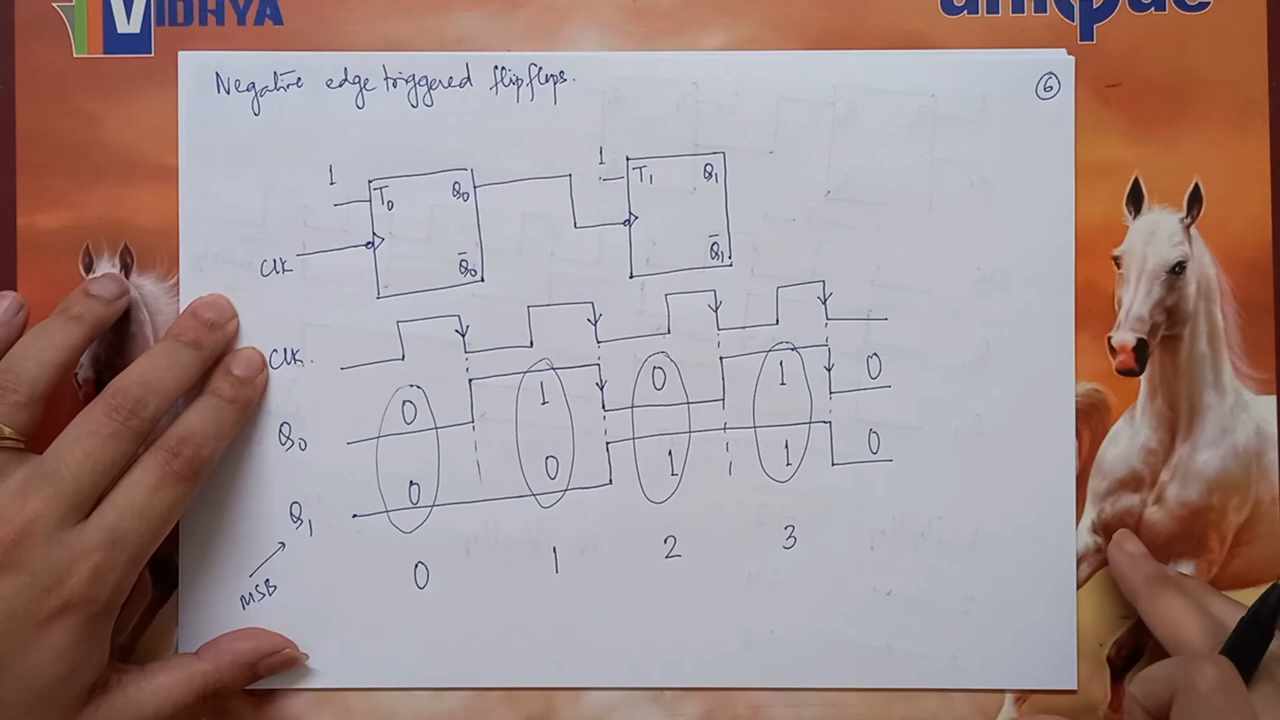 VIDHYA
unique
Negative edge triggered flipflops.
6
1
1
T₀ Q₀
T₁ Q₁
Clk
Q̅₀
Q̅₁
Clk.
0 1 0 1 0
Q₀
0 0 1 1 0
Q₁
MSB
0 1 2 3